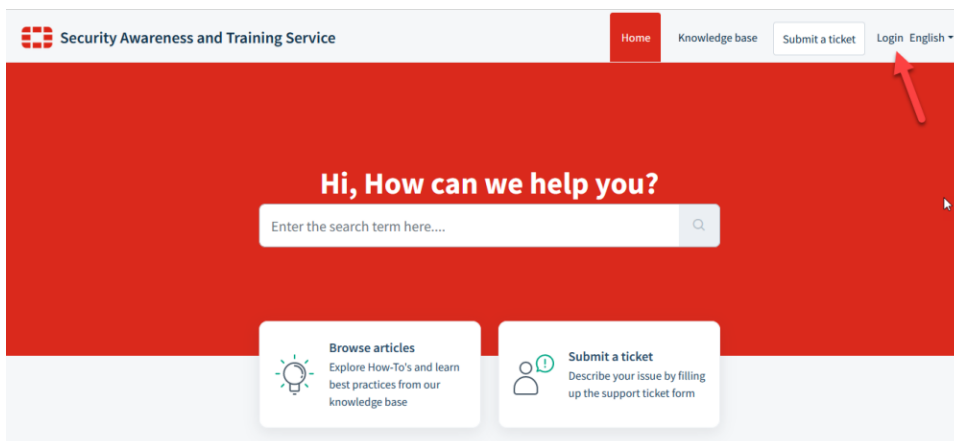 Security Awareness and Training Service
Home
Knowledge base
Submit a ticket
Login
English
Hi, How can we help you?
Enter the search term here....
Browse articles
Explore How-To's and learn
best practices from our
knowledge base
Submit a ticket
Describe your issue by filling
up the support ticket form